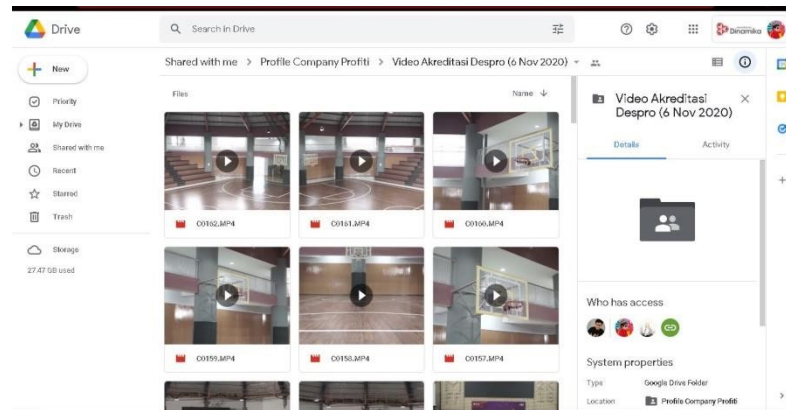 Drive
Search in Drive
Dinamika
New
Priority
My Drive
Shared with me
Recent
Starred
Trash
Storage
27.47 GB used
Shared with me > Profile Company Profiti > Video Akreditasi Despro (6 Nov 2020)
Files
Name
C0162.MP4
C0161.MP4
C0160.MP4
C0159.MP4
C0158.MP4
C0157.MP4
Video Akreditasi
Despro (6 Nov 2020)
Details
Activity
Who has access
System properties
Type
Google Drive Folder
Location
Profile Company Profiti